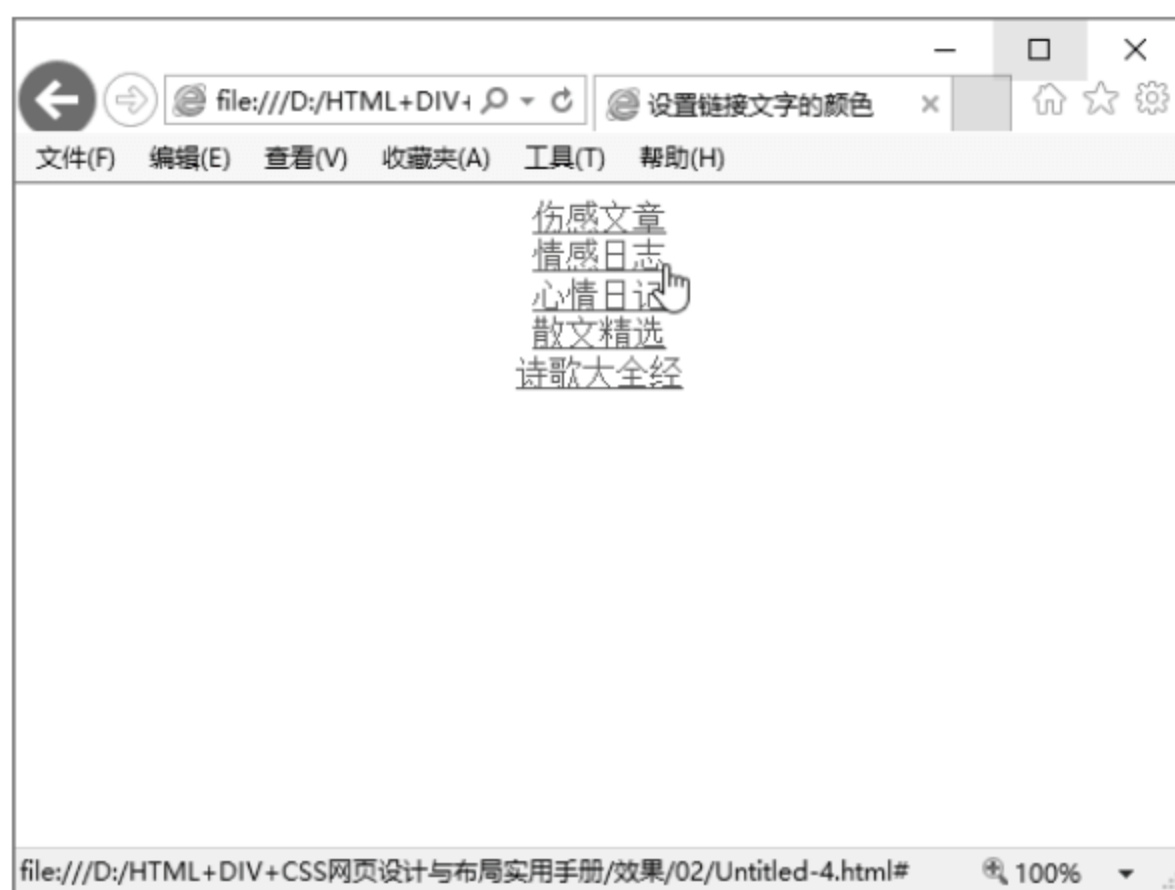 file:///D:/HTML+DIV+ 设置链接文字的颜色
文件(F) 编辑(E) 查看(V) 收藏夹(A) 工具(T) 帮助(H)
伤感文章
情感日志
心情日记
散文精选
诗歌大全经
file:///D:/HTML+DIV+CSS网页设计与布局实用手册/效果/02/Untitled-4.html# 100%